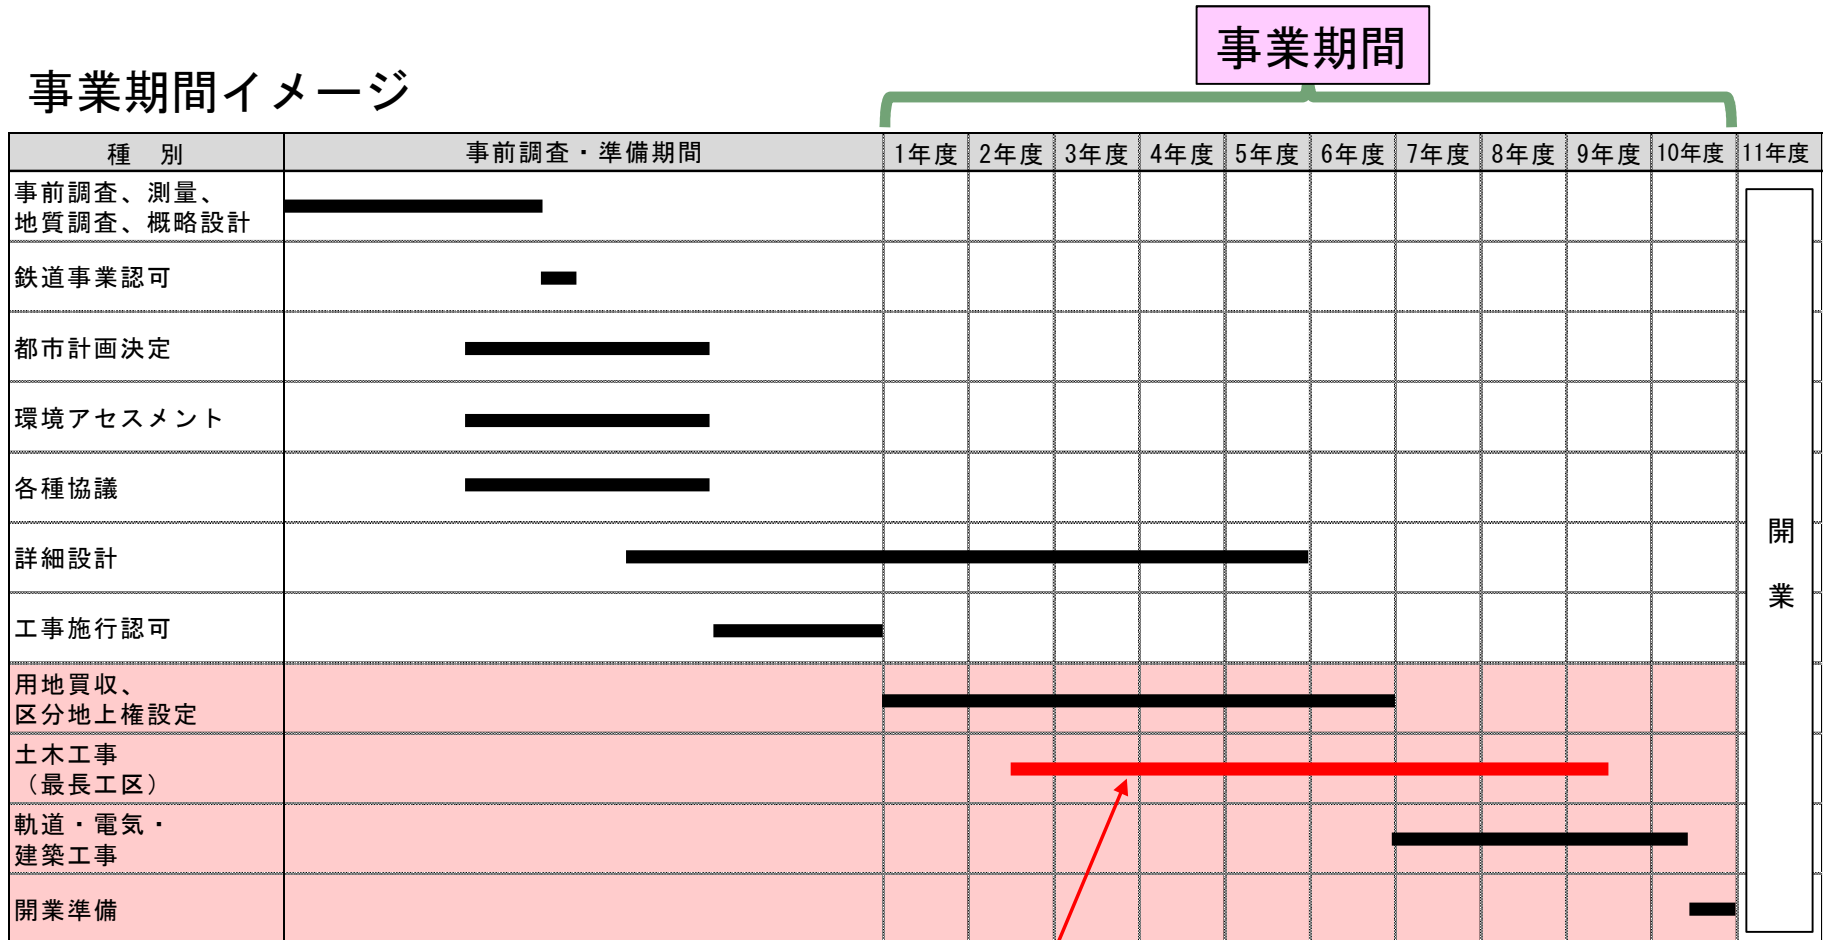 事業期間
事業期間イメージ
種 別 事前調査・準備期間 1年度 2年度 3年度 4年度 5年度 6年度 7年度 8年度 9年度 10年度 11年度
事前調査、測量、
地質調査、概略設計
鉄道事業認可
都市計画決定
環境アセスメント
各種協議
詳細設計
工事施行認可
用地買収、
区分地上権設定
土木工事
（最長工区）
軌道・電気・
建築工事
開業準備
開業